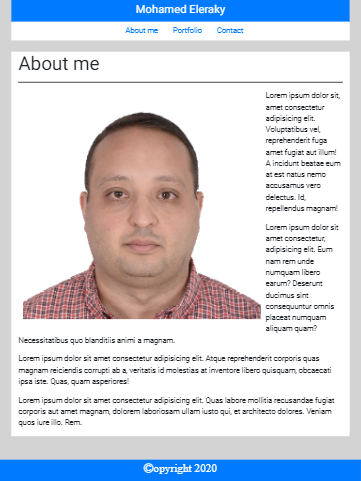 Mohamed Eleraky
About me Portfolio Contact
About me
Lorem ipsum dolor sit,
amet consectetur
adipisicing elit.
Voluptatibus vel,
reprehenderit fuga
amet fugiat aut illum!
A incidunt beatae eum
at est natus nemo
accusamus vero
delectus. Id,
repellendus magnam!
Lorem ipsum dolor sit
amet consectetur,
adipisicing elit. Eum
nam rem unde
numquam libero
earum? Deserunt
ducimus sint
consequuntur omnis
placeat numquam
aliquam quam?
Necessitatibus quo blanditiis animi a magnam.
Lorem ipsum dolor sit amet consectetur adipisicing elit. Atque reprehenderit corporis quas
magnam reiciendis corrupti ab a, veritatis id molestias at inventore libero quisquam, obcaecati
ipsa iste. Quas, quam asperiores!
Lorem ipsum dolor sit amet consectetur adipisicing elit. Quas labore mollitia recusandae fugiat
corporis aut amet magnam, dolorem laboriosam ullam iusto qui, et architecto dolores. Veniam
quos iure illo. Rem.
©opyright 2020